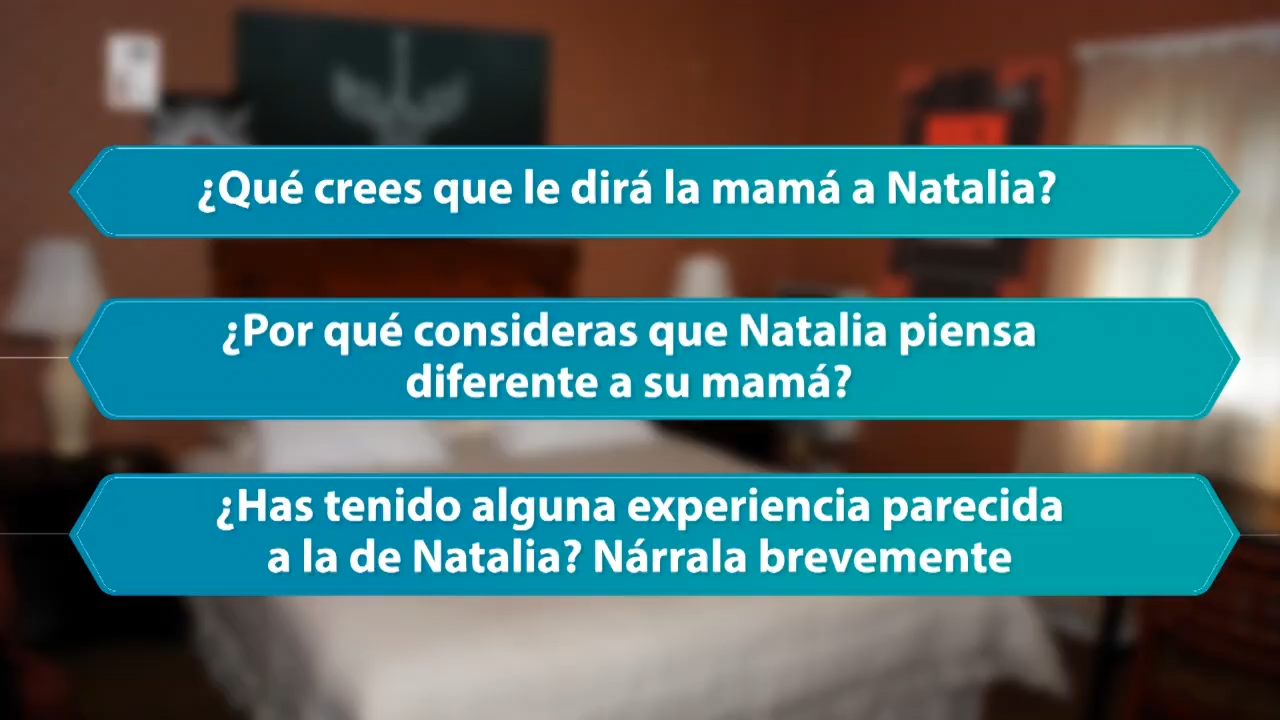 ¿Qué crees que le dirá la mamá a Natalia?
¿Por qué consideras que Natalia piensa
diferente a su mamá?
¿Has tenido alguna experiencia parecida
a la de Natalia? Nárrala brevemente